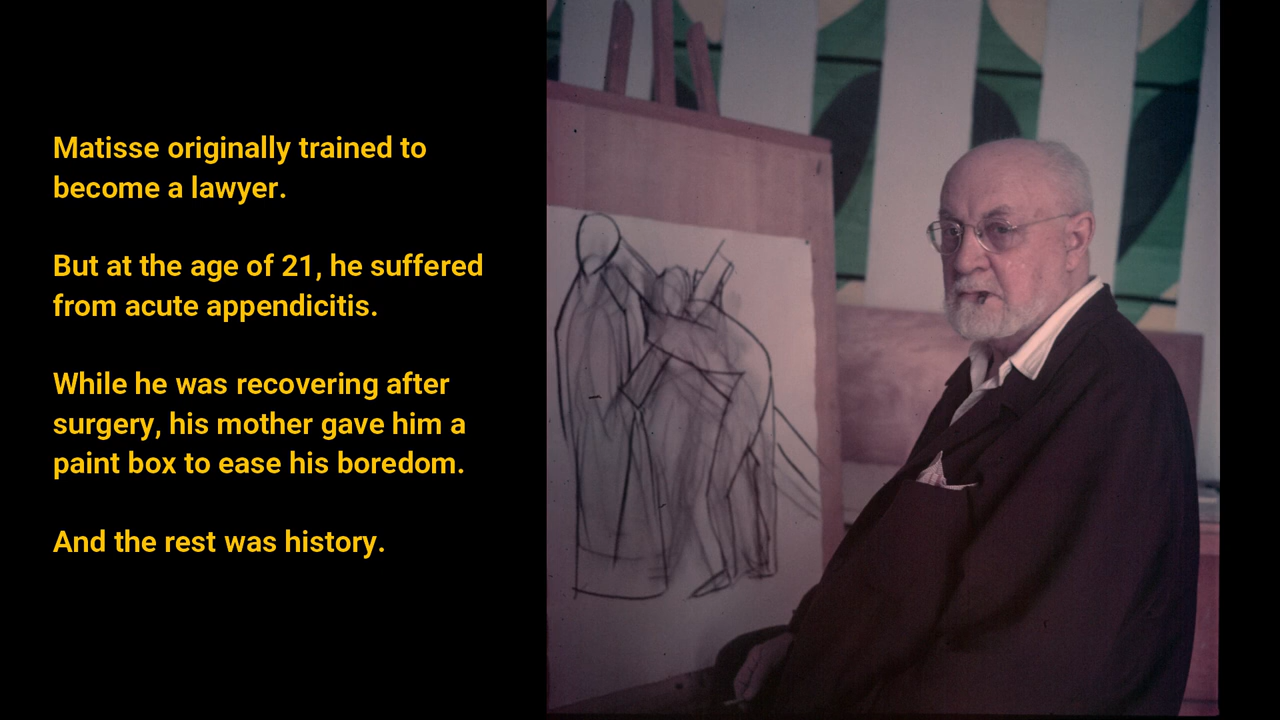 Matisse originally trained to
become a lawyer.
But at the age of 21, he suffered
from acute appendicitis.
While he was recovering after
surgery, his mother gave him a
paint box to ease his boredom.
And the rest was history.